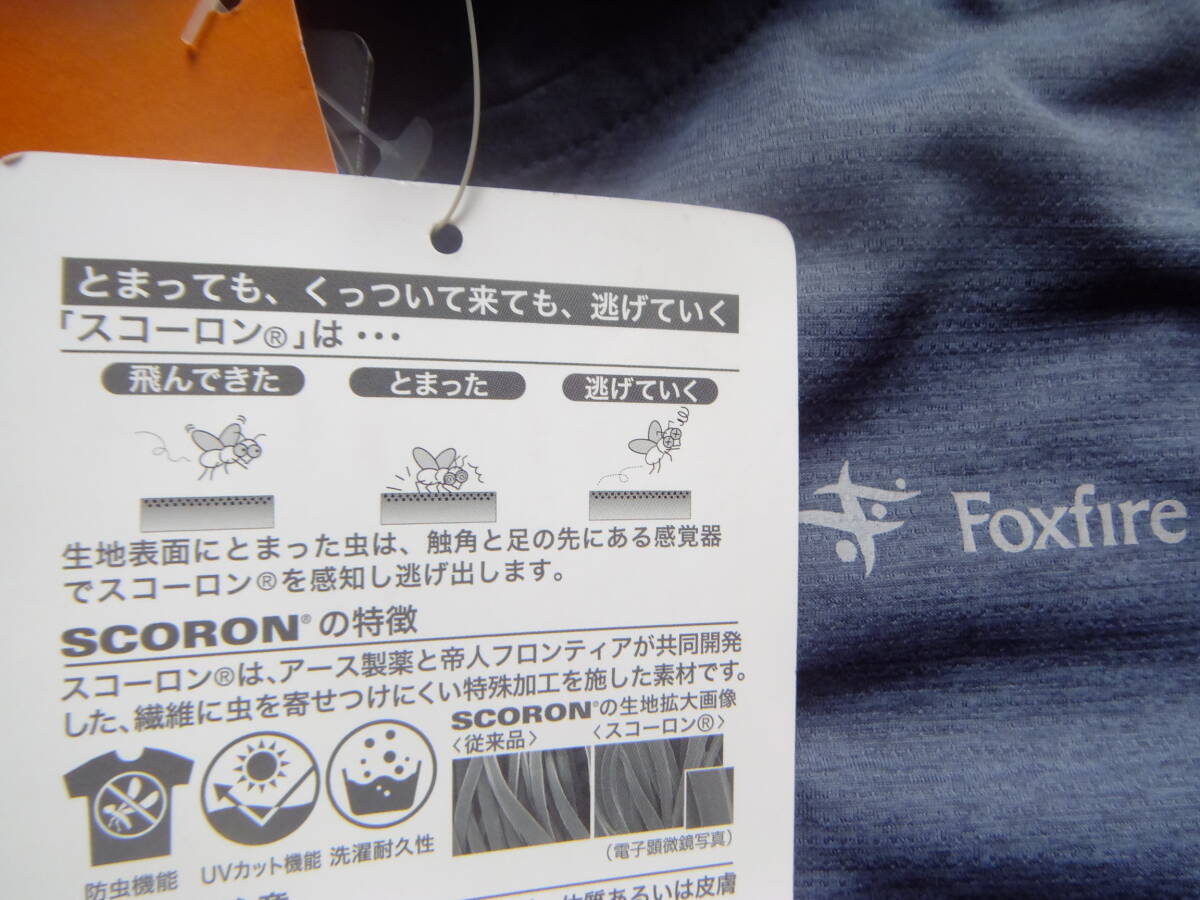 とまっても、くっついて来ても、逃げていく
「スコーロン®」は・・・
飛んできた
とまった
逃げていく
生地表面にとまった虫は、触角と足の先にある感覚器
でスコーロン®を感知し逃げ出します。
SCORON®の特徴
スコーロン®は、アース製薬と帝人フロンティアが共同開発
した、繊維に虫を寄せつけにくい特殊加工を施した素材です。
SCORON®の生地拡大画像
〈従来品〉
〈スコーロン®〉
(電子顕微鏡写真)
防虫機能
UVカット機能
洗濯耐久性
体質あるいは皮膚
Foxfire